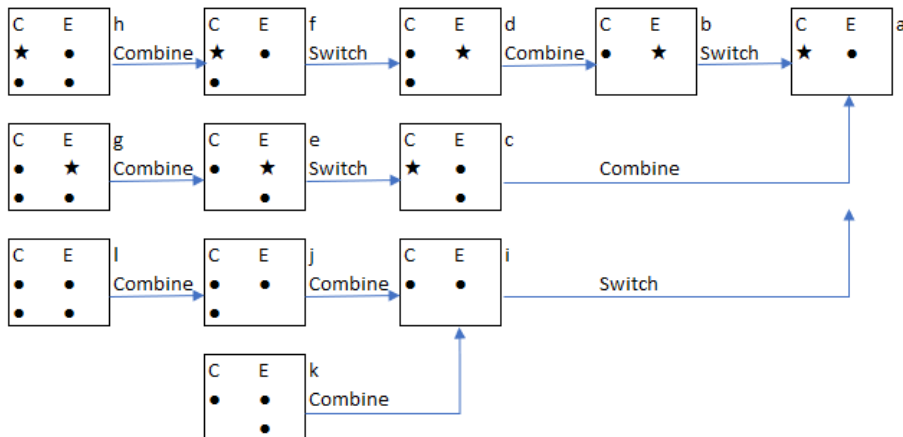 C E h C E f C E d C E b C E a
Combine Switch Combine Switch
C E g C E e C E c
Combine Switch Combine
C E l C E j C E i
Combine Combine Switch
C E k
Combine